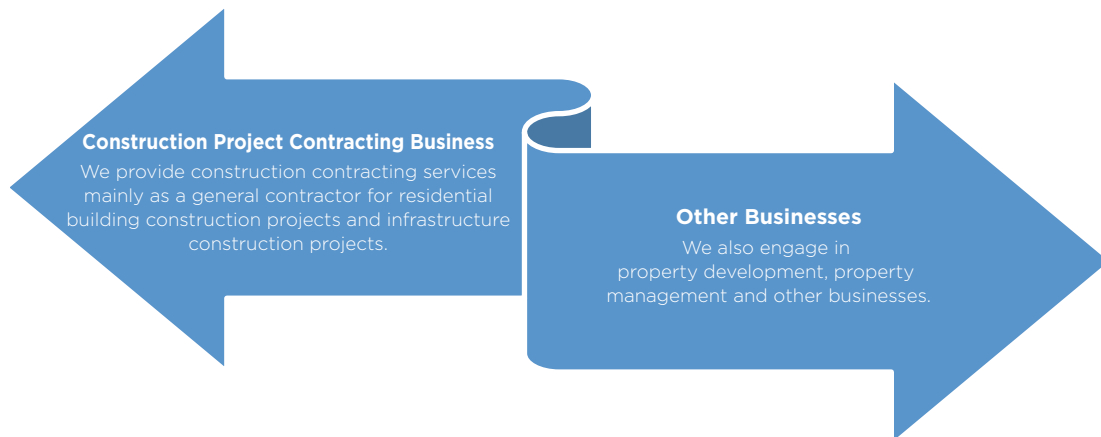 Construction Project Contracting Business
We provide construction contracting services
mainly as a general contractor for residential
building construction projects and infrastructure
construction projects.
Other Businesses
We also engage in
property development, property
management and other businesses.